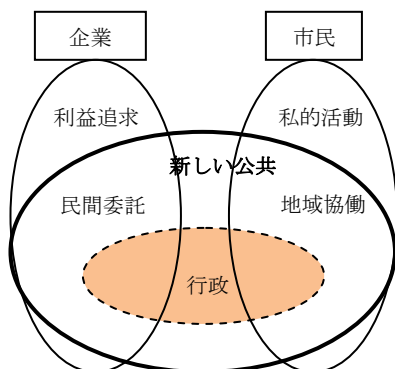 企業
市民
利益追求
私的活動
新しい公共
民間委託
地域協働
行政